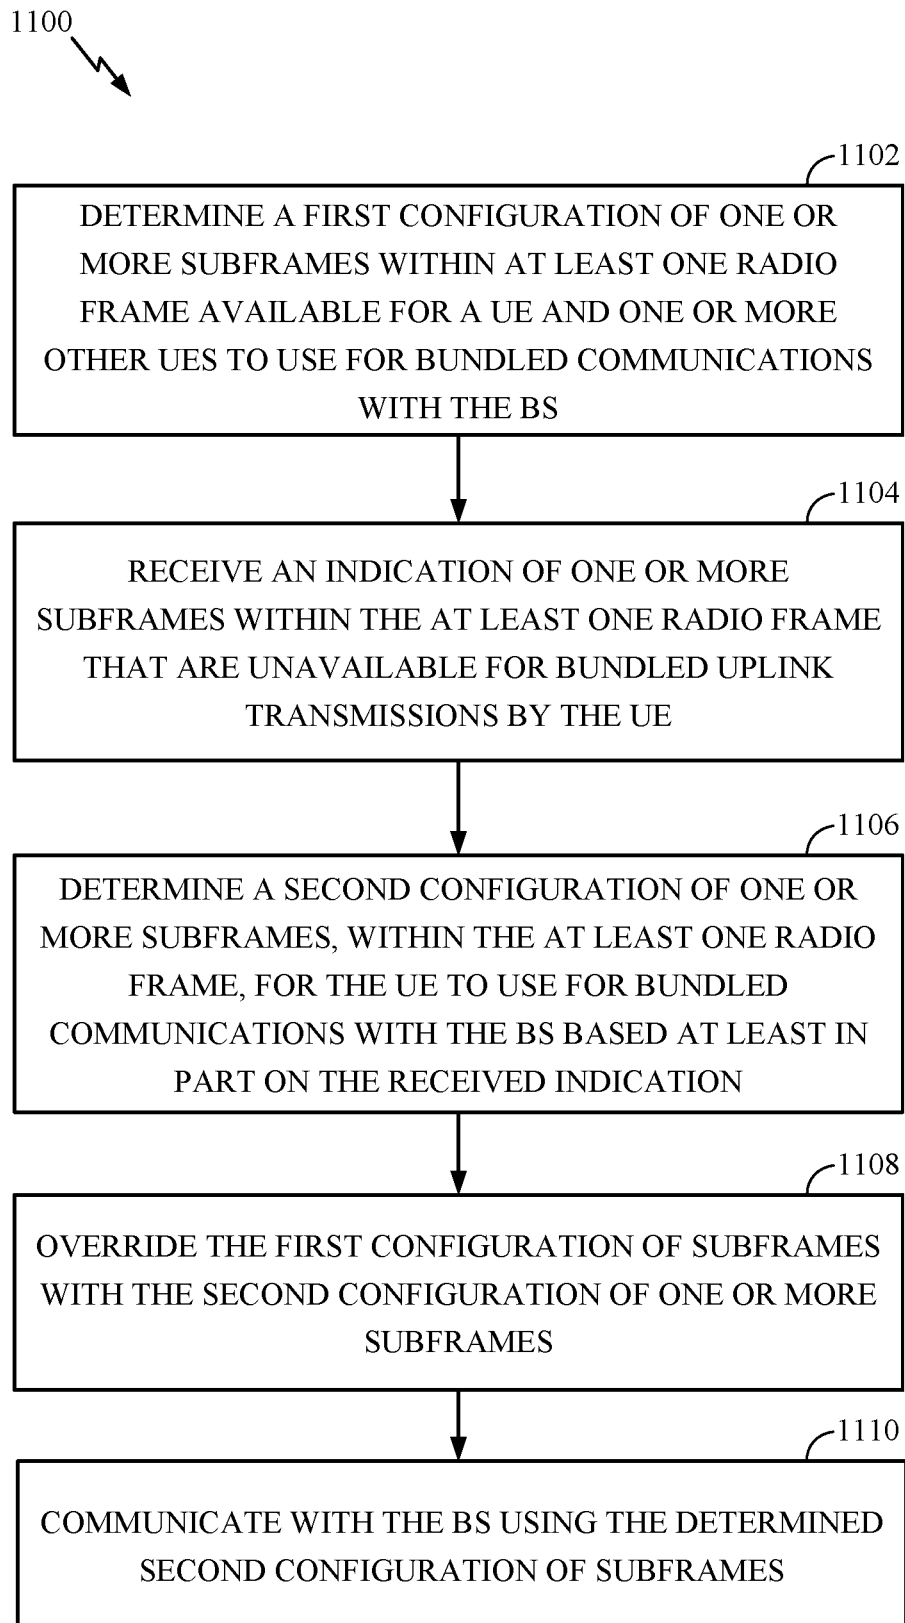 1100
1102
DETERMINE A FIRST CONFIGURATION OF ONE OR
MORE SUBFRAMES WITHIN AT LEAST ONE RADIO
FRAME AVAILABLE FOR A UE AND ONE OR MORE
OTHER UES TO USE FOR BUNDLED COMMUNICATIONS
WITH THE BS
1104
RECEIVE AN INDICATION OF ONE OR MORE
SUBFRAMES WITHIN THE AT LEAST ONE RADIO FRAME
THAT ARE UNAVAILABLE FOR BUNDLED UPLINK
TRANSMISSIONS BY THE UE
1106
DETERMINE A SECOND CONFIGURATION OF ONE OR
MORE SUBFRAMES, WITHIN THE AT LEAST ONE RADIO
FRAME, FOR THE UE TO USE FOR BUNDLED
COMMUNICATIONS WITH THE BS BASED AT LEAST IN
PART ON THE RECEIVED INDICATION
1108
OVERRIDE THE FIRST CONFIGURATION OF SUBFRAMES
WITH THE SECOND CONFIGURATION OF ONE OR MORE
SUBFRAMES
1110
COMMUNICATE WITH THE BS USING THE DETERMINED
SECOND CONFIGURATION OF SUBFRAMES